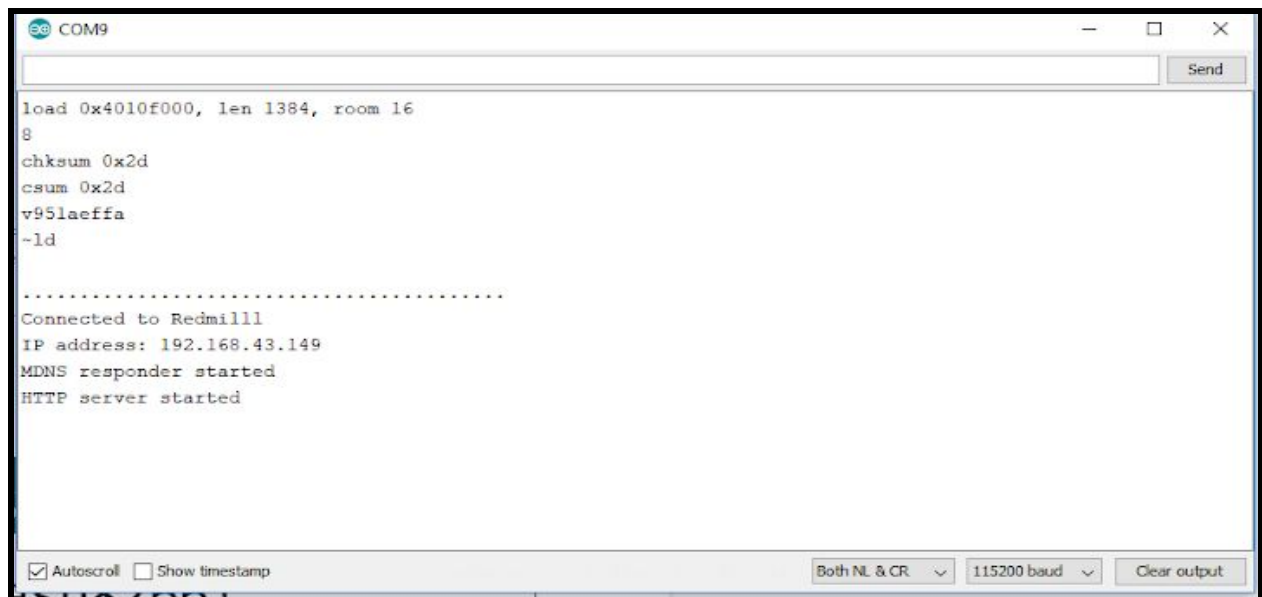 COM9
Send
load 0x4010f000, len 1384, room 16
8
chksum 0x2d
csum 0x2d
v951aeffa
~ld
..........................................
Connected to Redmi111
IP address: 192.168.43.149
MDNS responder started
HTTP server started
Autoscroll Show timestamp Both NL & CR 115200 baud Clear output